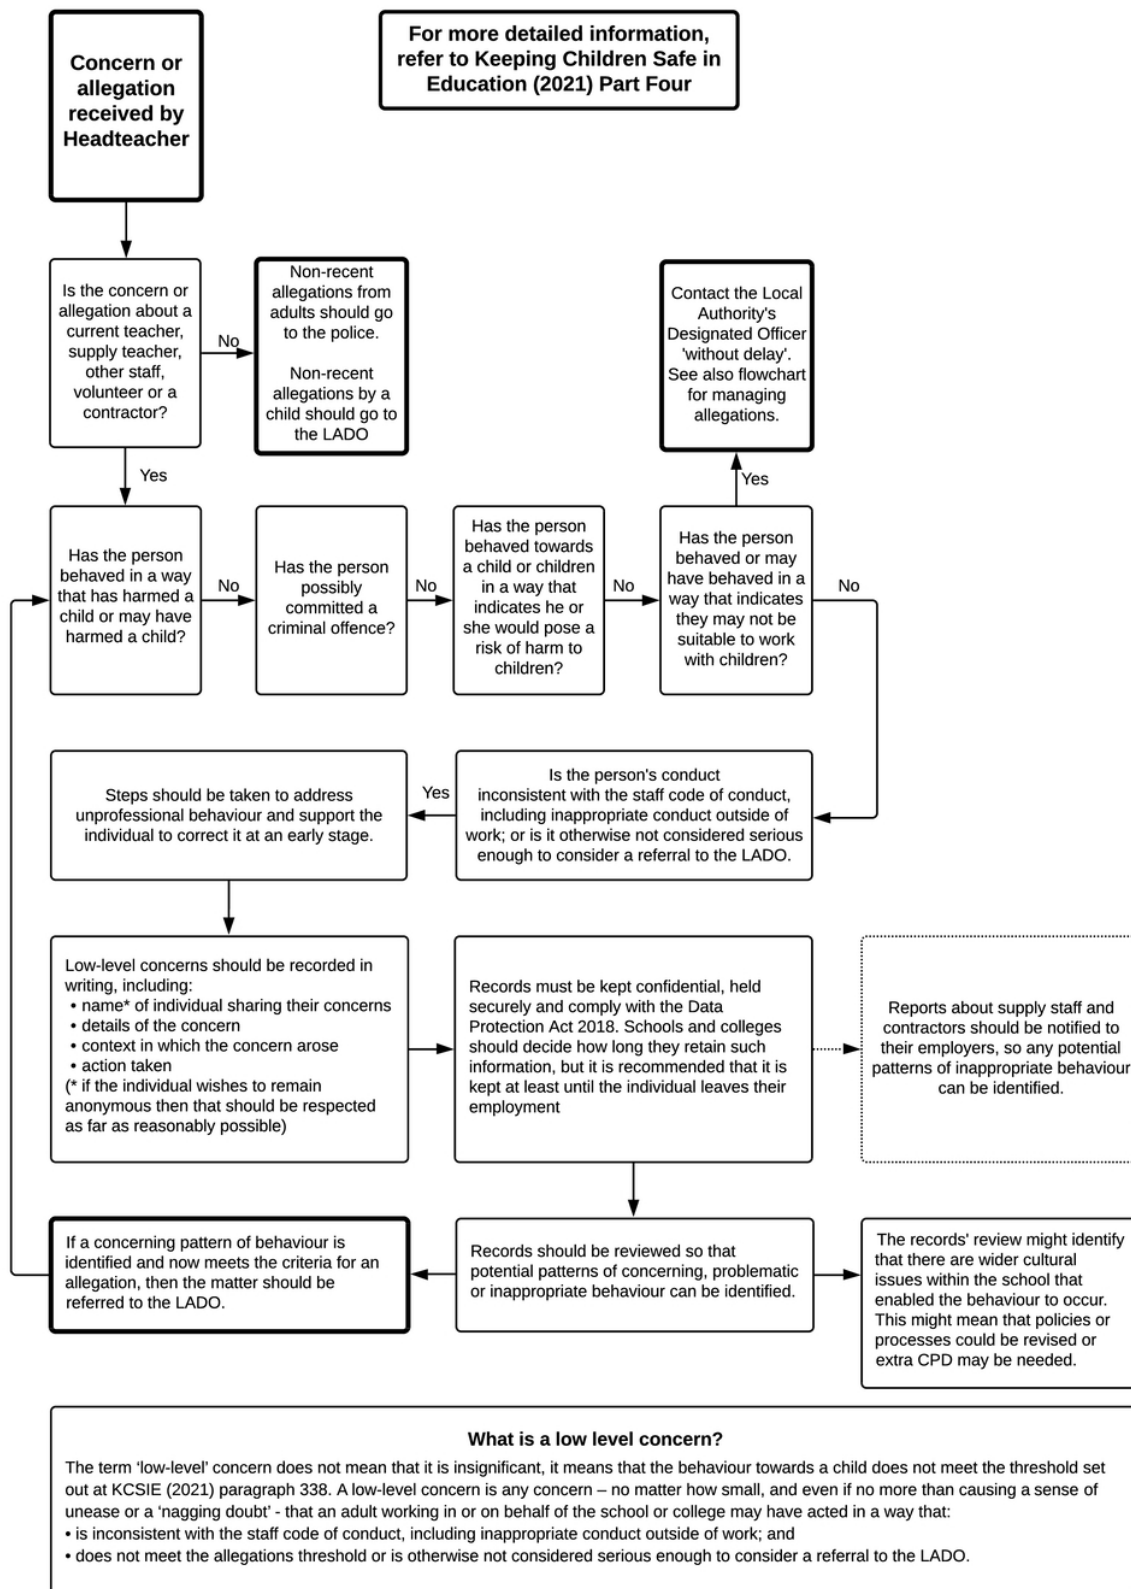 Concern or
allegation
received by
Headteacher
For more detailed information,
refer to Keeping Children Safe in
Education (2021) Part Four
Is the concern or
allegation about a
current teacher,
supply teacher,
other staff,
volunteer or a
contractor?
No
Non-recent
allegations from
adults should go
to the police.
Non-recent
allegations by a
child should go to
the LADO
Contact the Local
Authority's
Designated Officer
'without delay'.
See also flowchart
for managing
allegations.
Yes
Yes
Has the person
behaved in a way
that has harmed a
child or may have
harmed a child?
No
Has the person
possibly
committed a
criminal offence?
No
Has the person
behaved towards
a child or children
in a way that
indicates he or
she would pose a
risk of harm to
children?
No
Has the person
behaved or may
have behaved in a
way that indicates
they may not be
suitable to work
with children?
No
Is the person's conduct
inconsistent with the staff code of conduct,
including inappropriate conduct outside of
work; or is it otherwise not considered serious
enough to consider a referral to the LADO.
Yes
Steps should be taken to address
unprofessional behaviour and support the
individual to correct it at an early stage.
Low-level concerns should be recorded in
writing, including:
• name* of individual sharing their concerns
• details of the concern
• context in which the concern arose
• action taken
(* if the individual wishes to remain
anonymous then that should be respected
as far as reasonably possible)
Records must be kept confidential, held
securely and comply with the Data
Protection Act 2018. Schools and colleges
should decide how long they retain such
information, but it is recommended that it is
kept at least until the individual leaves their
employment
Reports about supply staff and
contractors should be notified to
their employers, so any potential
patterns of inappropriate behaviour
can be identified.
If a concerning pattern of behaviour is
identified and now meets the criteria for an
allegation, then the matter should be
referred to the LADO.
Records should be reviewed so that
potential patterns of concerning, problematic
or inappropriate behaviour can be identified.
The records' review might identify
that there are wider cultural
issues within the school that
enabled the behaviour to occur.
This might mean that policies or
processes could be revised or
extra CPD may be needed.
What is a low level concern?
The term ‘low-level’ concern does not mean that it is insignificant, it means that the behaviour towards a child does not meet the threshold set
out at KCSIE (2021) paragraph 338. A low-level concern is any concern – no matter how small, and even if no more than causing a sense of
unease or a ‘nagging doubt’ - that an adult working in or on behalf of the school or college may have acted in a way that:
• is inconsistent with the staff code of conduct, including inappropriate conduct outside of work; and
• does not meet the allegations threshold or is otherwise not considered serious enough to consider a referral to the LADO.